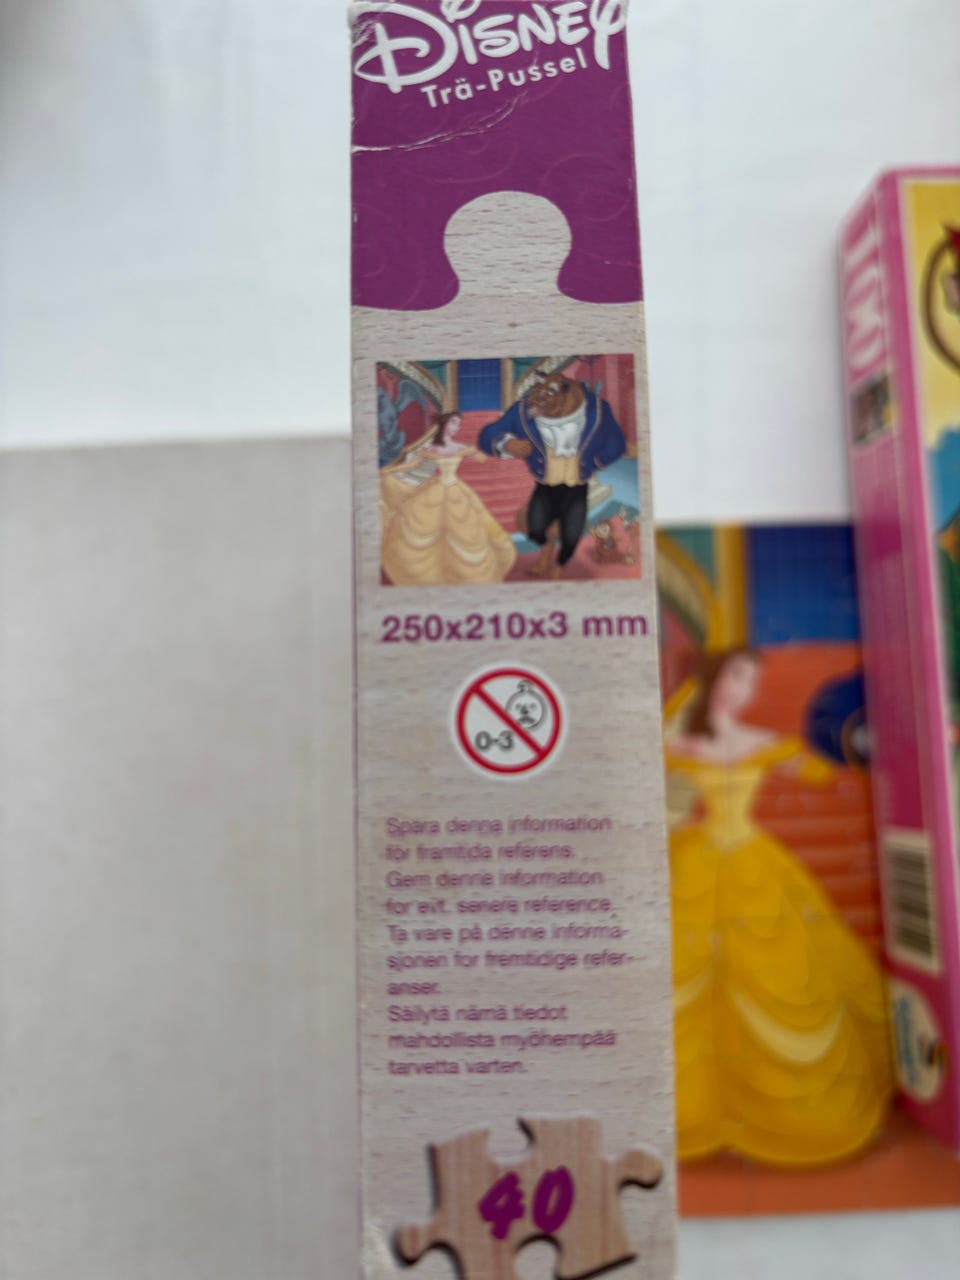 DISNEY
Trä-Pussel
250x210x3 mm
0-3
Spara denna information
för framtida referens.
Gem denne information
for evt. senere reference.
Ta vare på denne informa-
sjonen for fremtidige refer-
anser.
Säilytä nämä tiedot
mahdollista myöhempää
tarvetta varten.
40